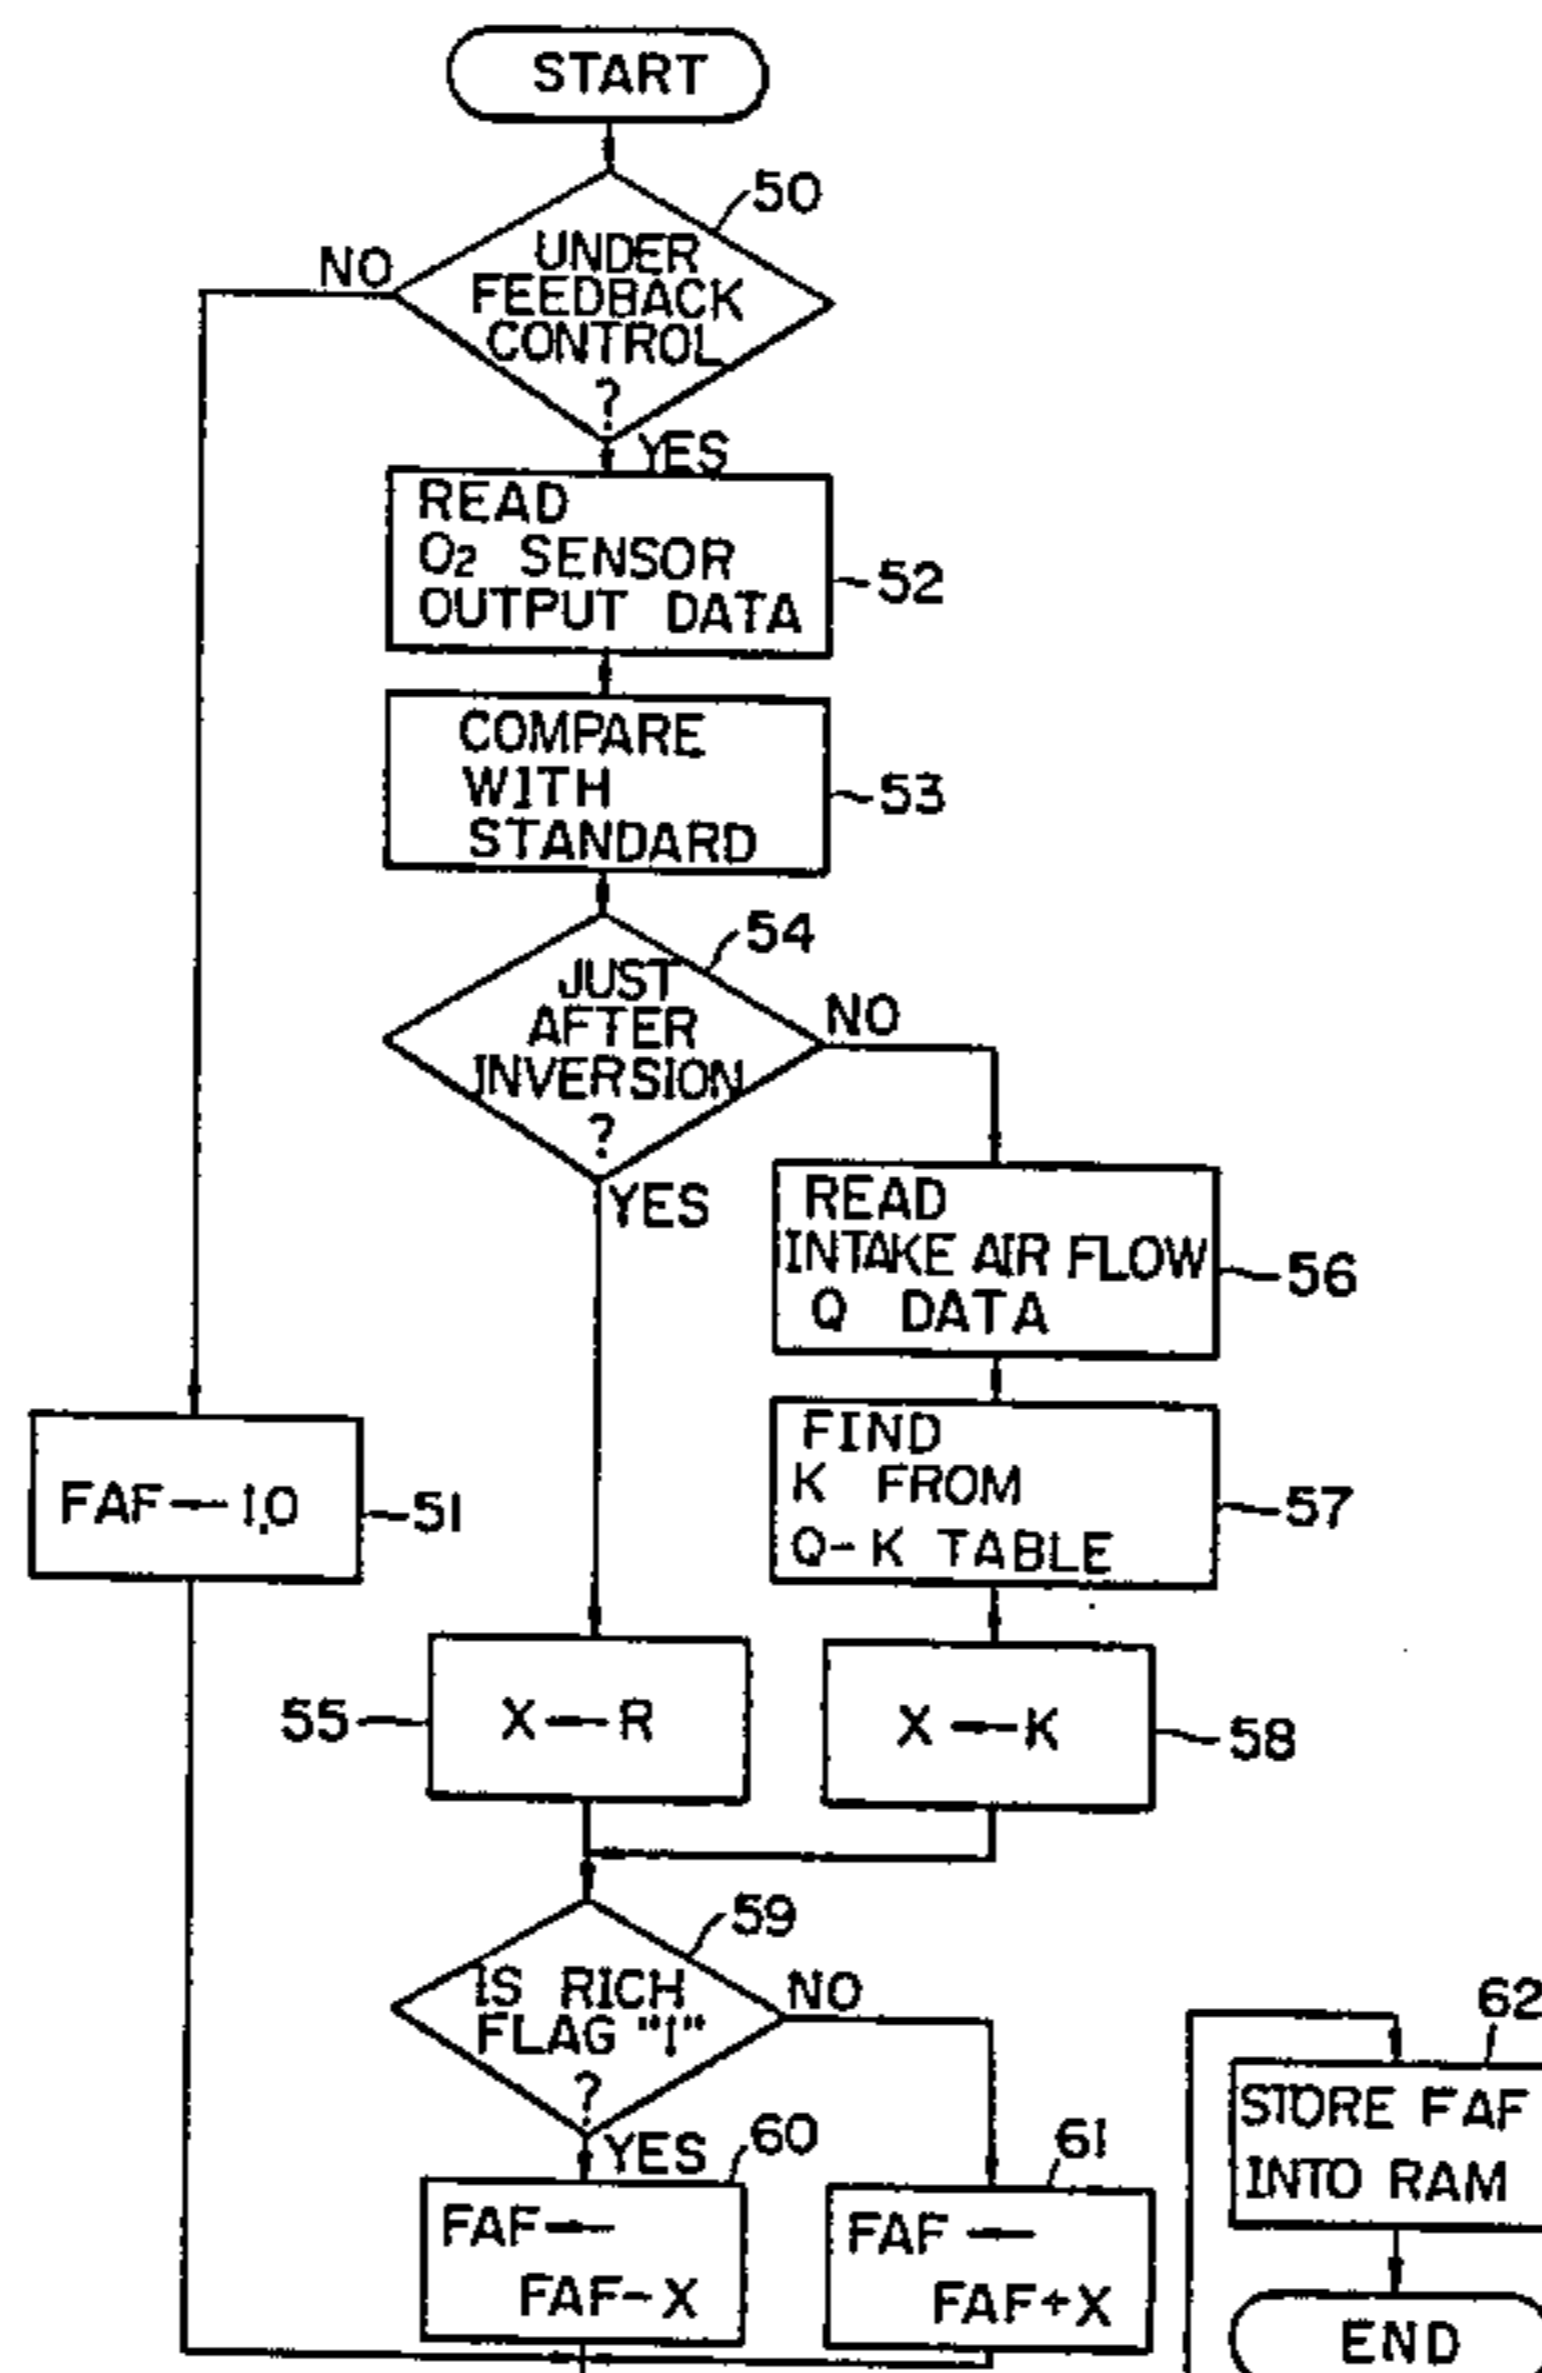 START
50
NO
UNDER
FEEDBACK
CONTROL
?
YES
READ
O2 SENSOR
OUTPUT DATA
52
COMPARE
WITH
STANDARD
53
54
JUST
AFTER
INVERSION
?
NO
YES
READ
INTAKE AIR FLOW
Q DATA
56
FIND
K FROM
Q-K TABLE
57
FAF←1.0
51
55
X←R
X←K
58
59
IS RICH
FLAG "1"
?
NO
YES
60
FAF←
FAF-X
61
FAF←
FAF+X
62
STORE FAF
INTO RAM
END